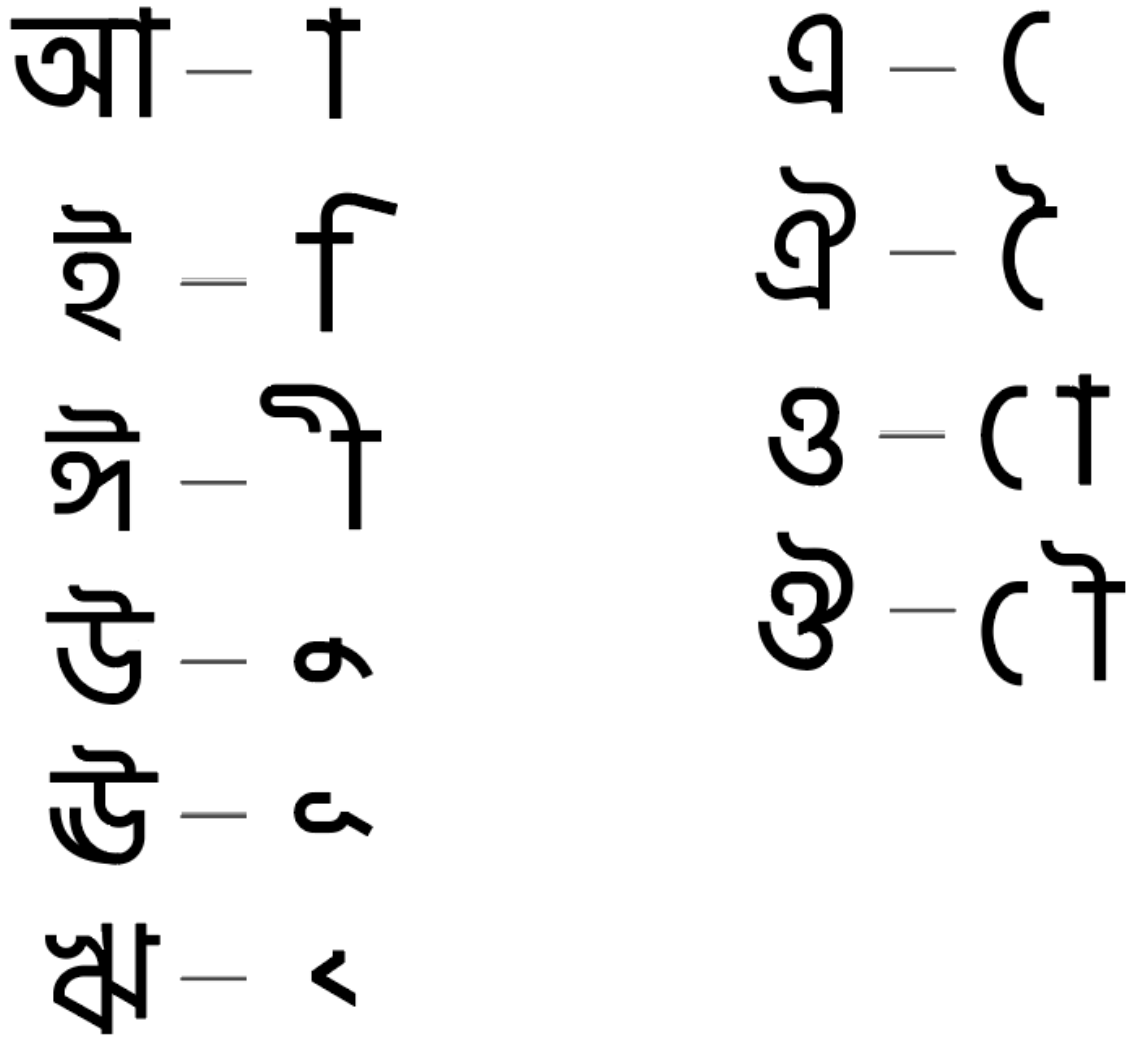 আ — া
ই — ি
ঈ — ী
উ — ু
ঊ — ূ
ঋ — ৃ
এ — ে
ঐ — ৈ
ও — ো
ঔ — ৌ